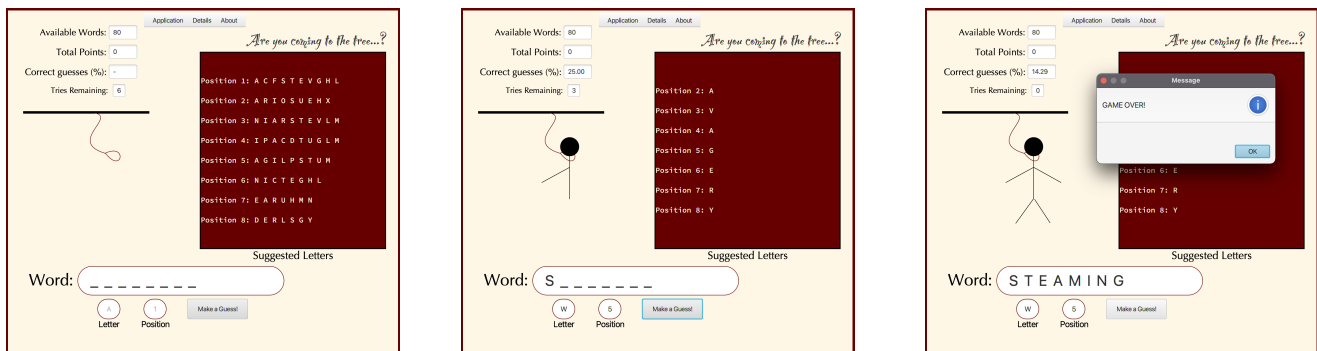 Application Details About
Available Words: 80
Total Points: 0
Correct guesses (%): -
Tries Remaining: 6
Are you coming to the tree...?
Position 1: A C F S T E V G H L
Position 2: A R I O S U E H X
Position 3: N I A R S T E V L M
Position 4: I P A C D T U G L M
Position 5: A G I L P S T U M
Position 6: N I C T E G H L
Position 7: E A R U H M N
Position 8: D E R L S G Y
Suggested Letters
Word: _ _ _ _ _ _ _ _
A 1 Make a Guess!
Letter Position
Application Details About
Available Words: 80
Total Points: 0
Correct guesses (%): 25.00
Tries Remaining: 3
Are you coming to the tree...?
Position 2: A
Position 3: V
Position 4: A
Position 5: G
Position 6: E
Position 7: R
Position 8: Y
Suggested Letters
Word: S _ _ _ _ _ _ _
W 5 Make a Guess!
Letter Position
Application Details About
Available Words: 80
Total Points: 0
Correct guesses (%): 14.29
Tries Remaining: 0
Are you coming to the tree...?
Message
GAME OVER!
OK
Position 6: E
Position 7: R
Position 8: Y
Suggested Letters
Word: S T E A M I N G
W 5 Make a Guess!
Letter Position